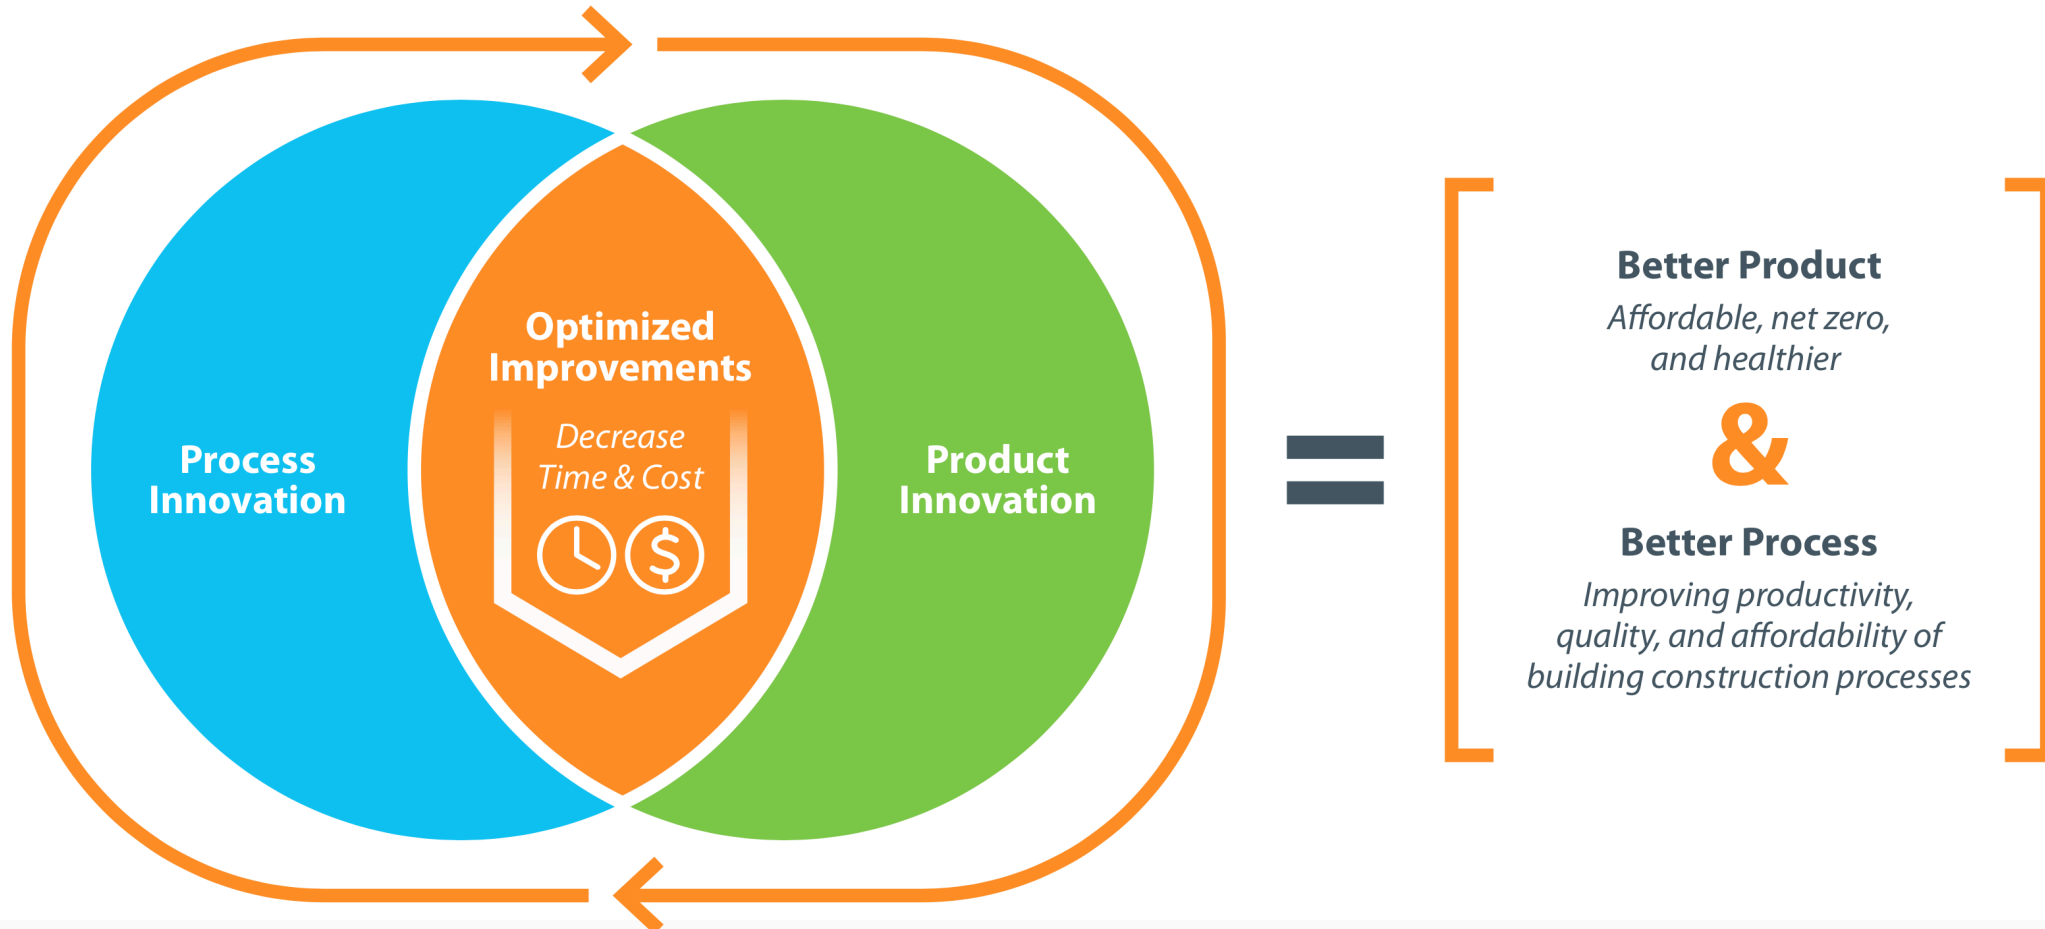 Optimized
Improvements
Decrease
Time & Cost
$
Process
Innovation
Product
Innovation
=
Better Product
Affordable, net zero,
and healthier
&
Better Process
Improving productivity,
quality, and affordability of
building construction processes